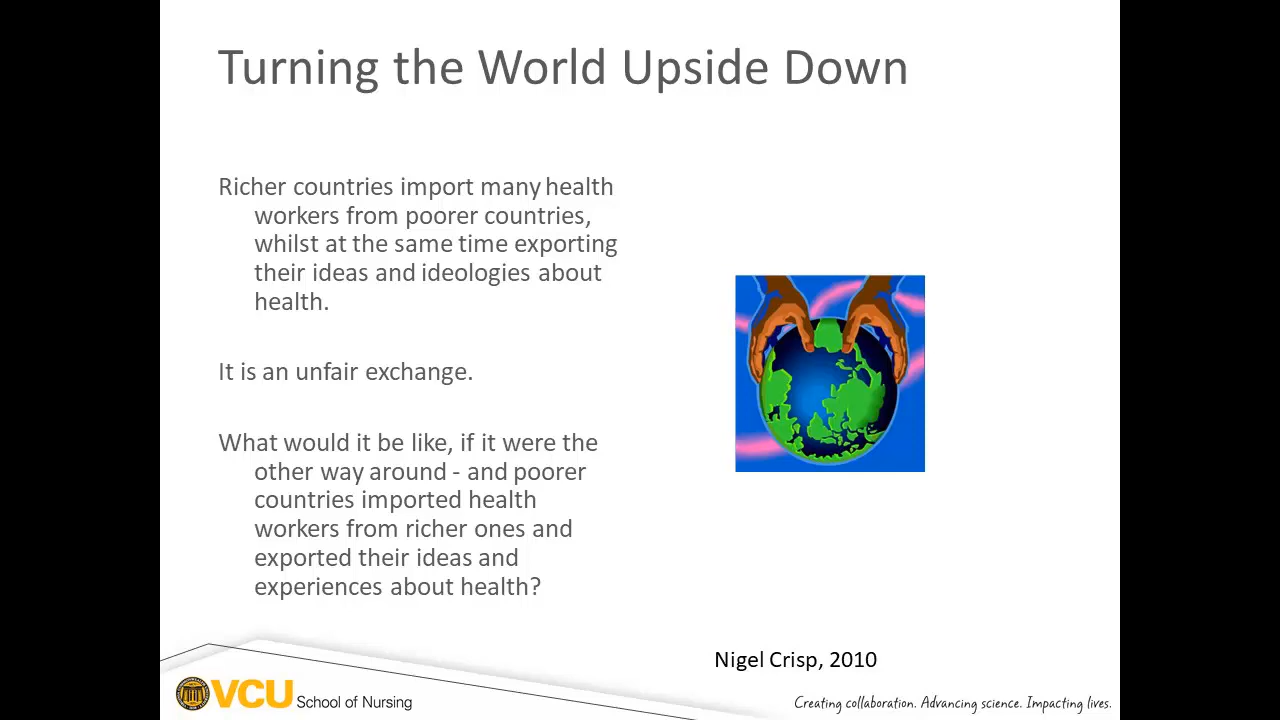 Turning the World Upside Down
Richer countries import many health
workers from poorer countries,
whilst at the same time exporting
their ideas and ideologies about
health.
It is an unfair exchange.
What would it be like, if it were the
other way around - and poorer
countries imported health
workers from richer ones and
exported their ideas and
experiences about health?
Nigel Crisp, 2010
VCU School of Nursing
Creating collaboration. Advancing science. Impacting lives.